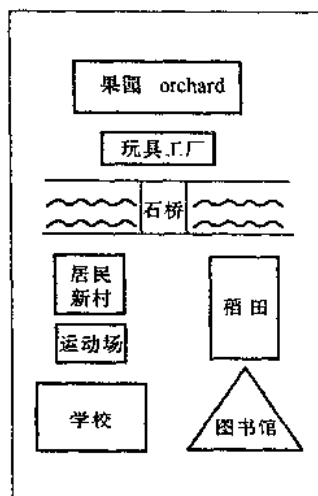 果园 orchard
玩具工厂
石桥
居民
新村
稻田
运动场
学校
图书馆